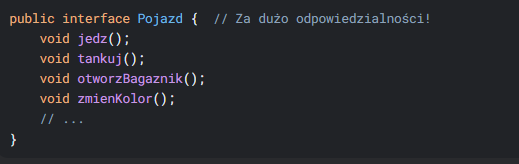 public interface Pojazd {  // Za dużo odpowiedzialności!
    void jedz();
    void tankuj();
    void otworzBagaznik();
    void zmienKolor();
    // ...
}